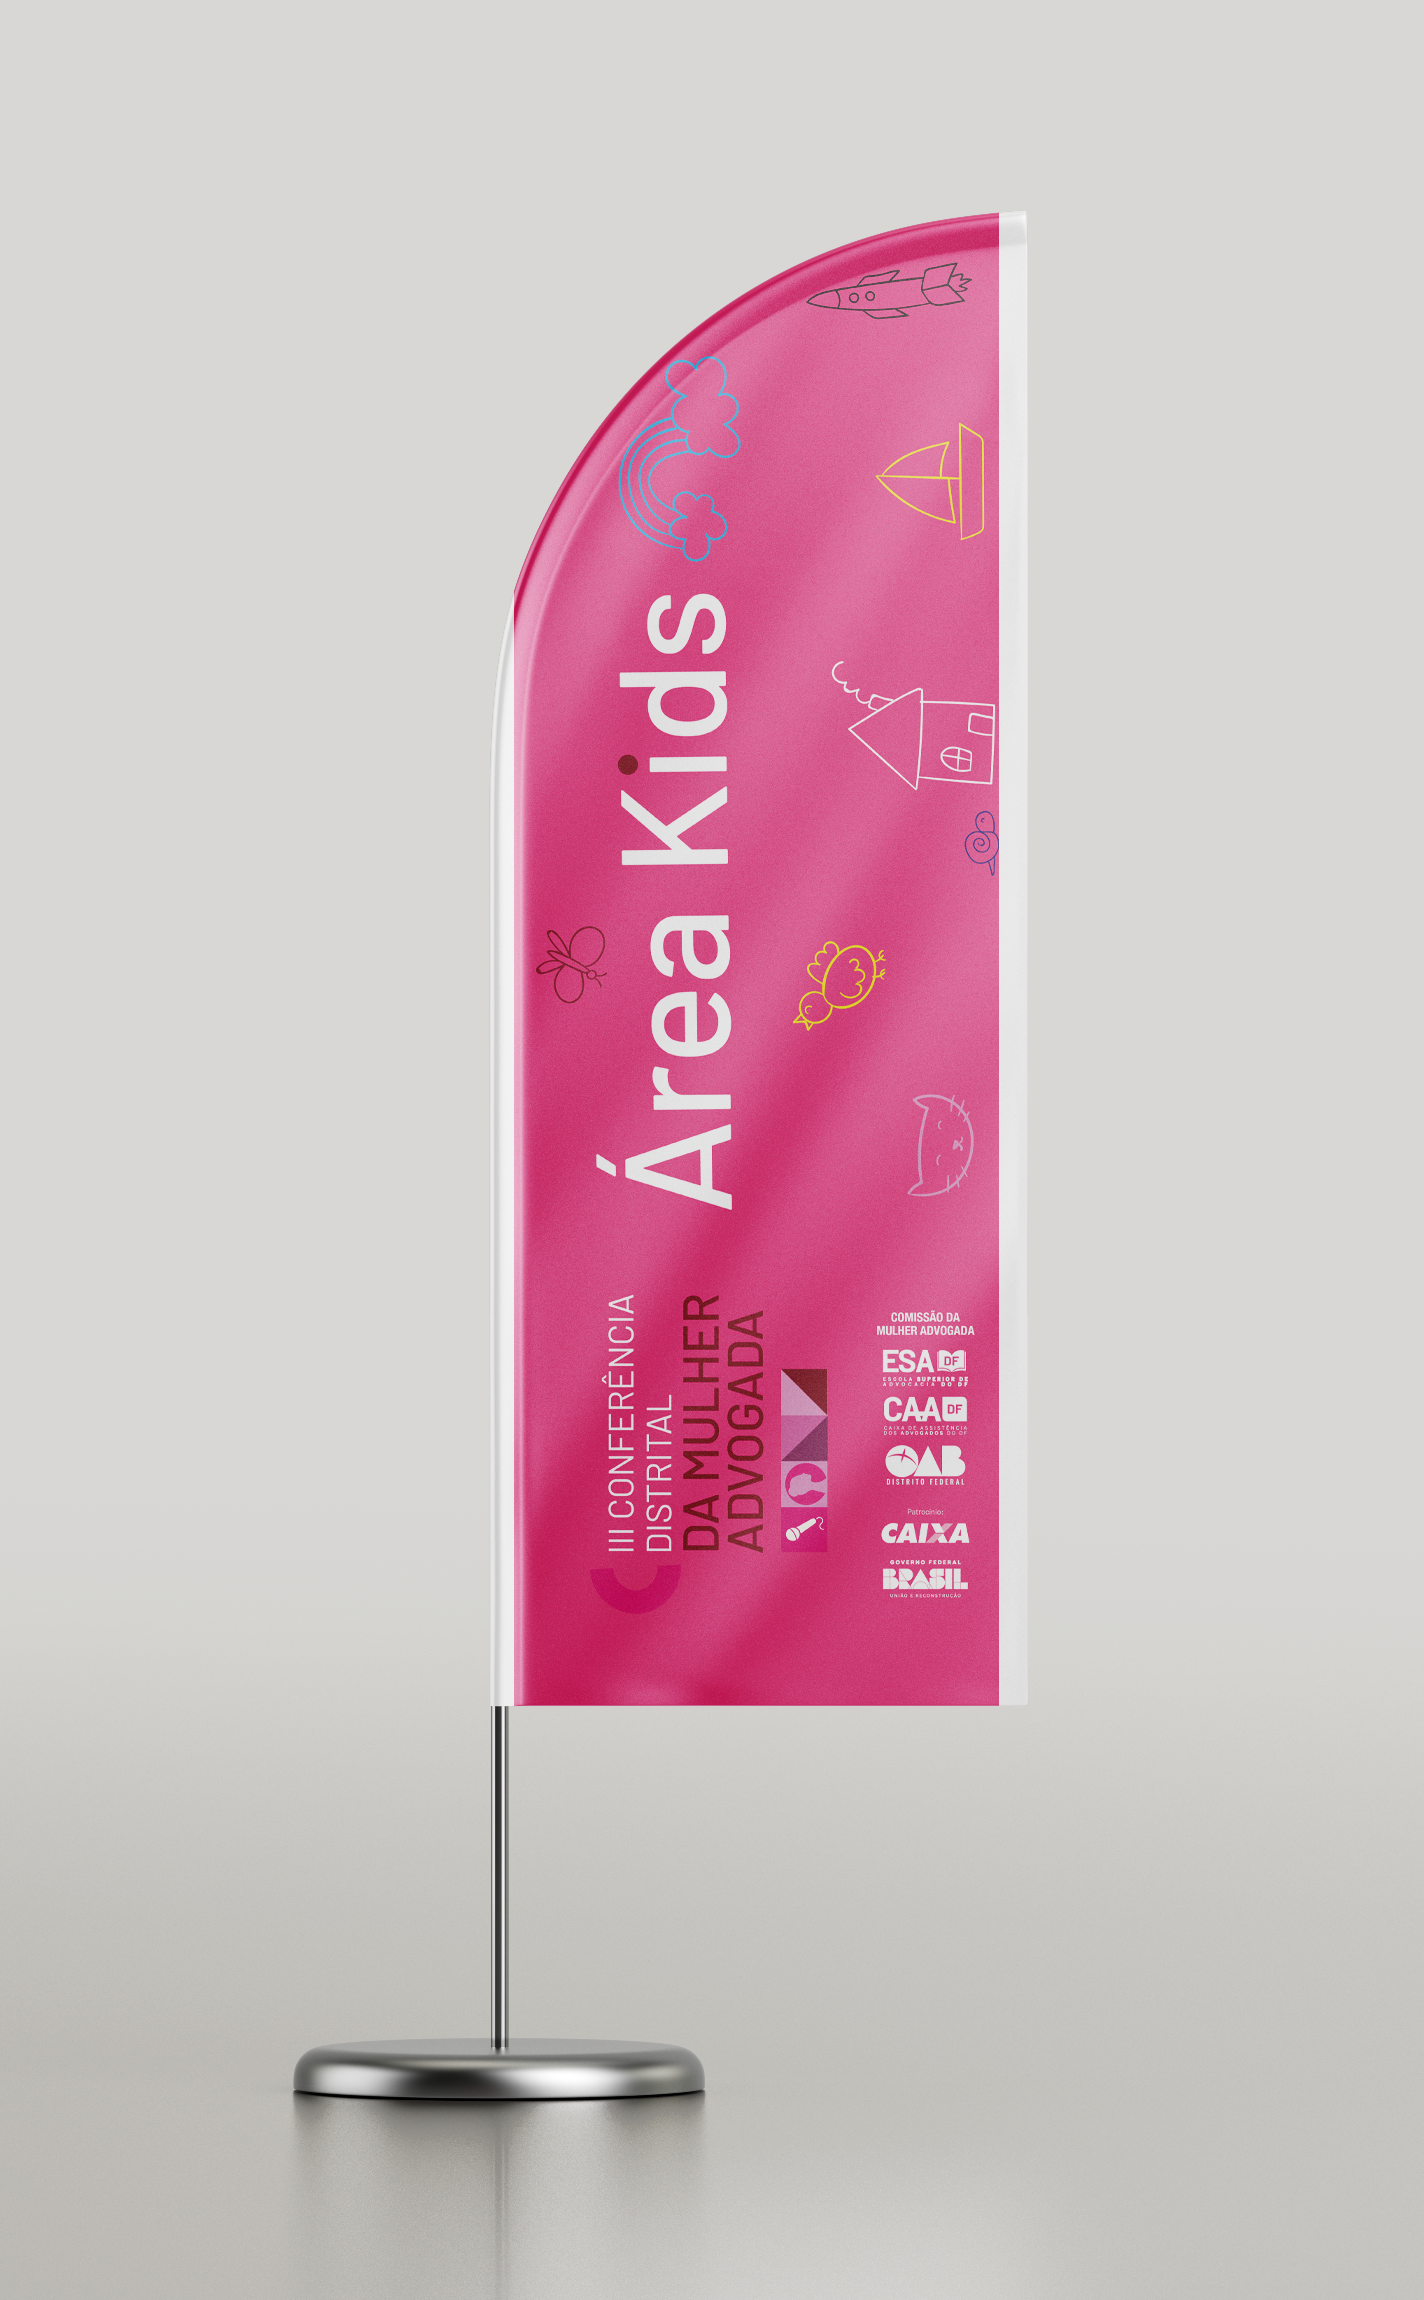 Área Kids
III CONFERÊNCIA
DISTRITAL
DA MULHER
ADVOGADA
COMISSÃO DA
MULHER ADVOGADA
ESA DF
ESCOLA SUPERIOR DE
ADVOCACIA DO DF
CAA DF
CAIXA DE ASSISTÊNCIA
DOS ADVOGADOS DO DF
OAB
DISTRITO FEDERAL
Patrocínio:
CAIXA
GOVERNO FEDERAL
BRASIL
UNIÃO E RECONSTRUÇÃO